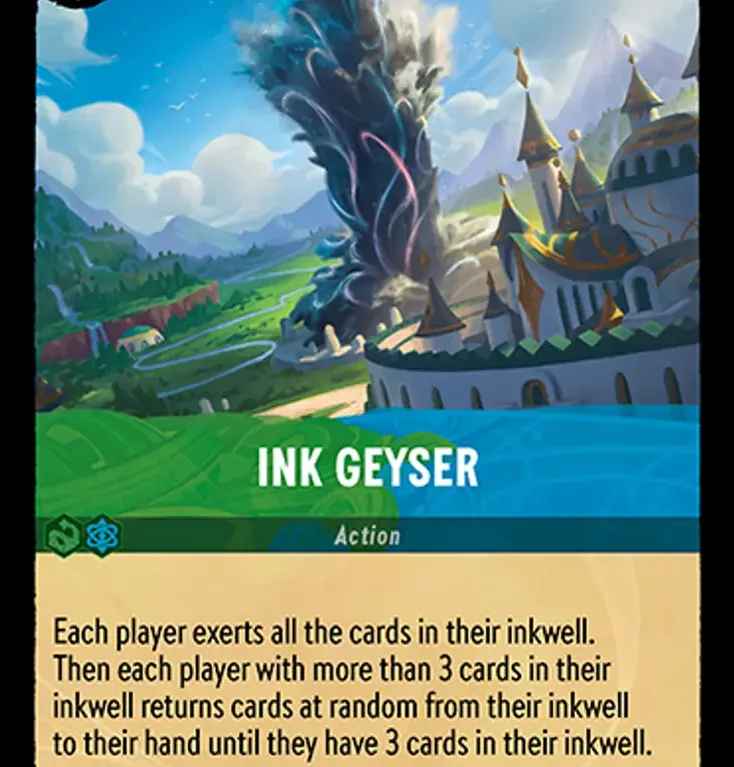 INK GEYSER
Action
Each player exerts all the cards in their inkwell.
Then each player with more than 3 cards in their
inkwell returns cards at random from their inkwell
to their hand until they have 3 cards in their inkwell.